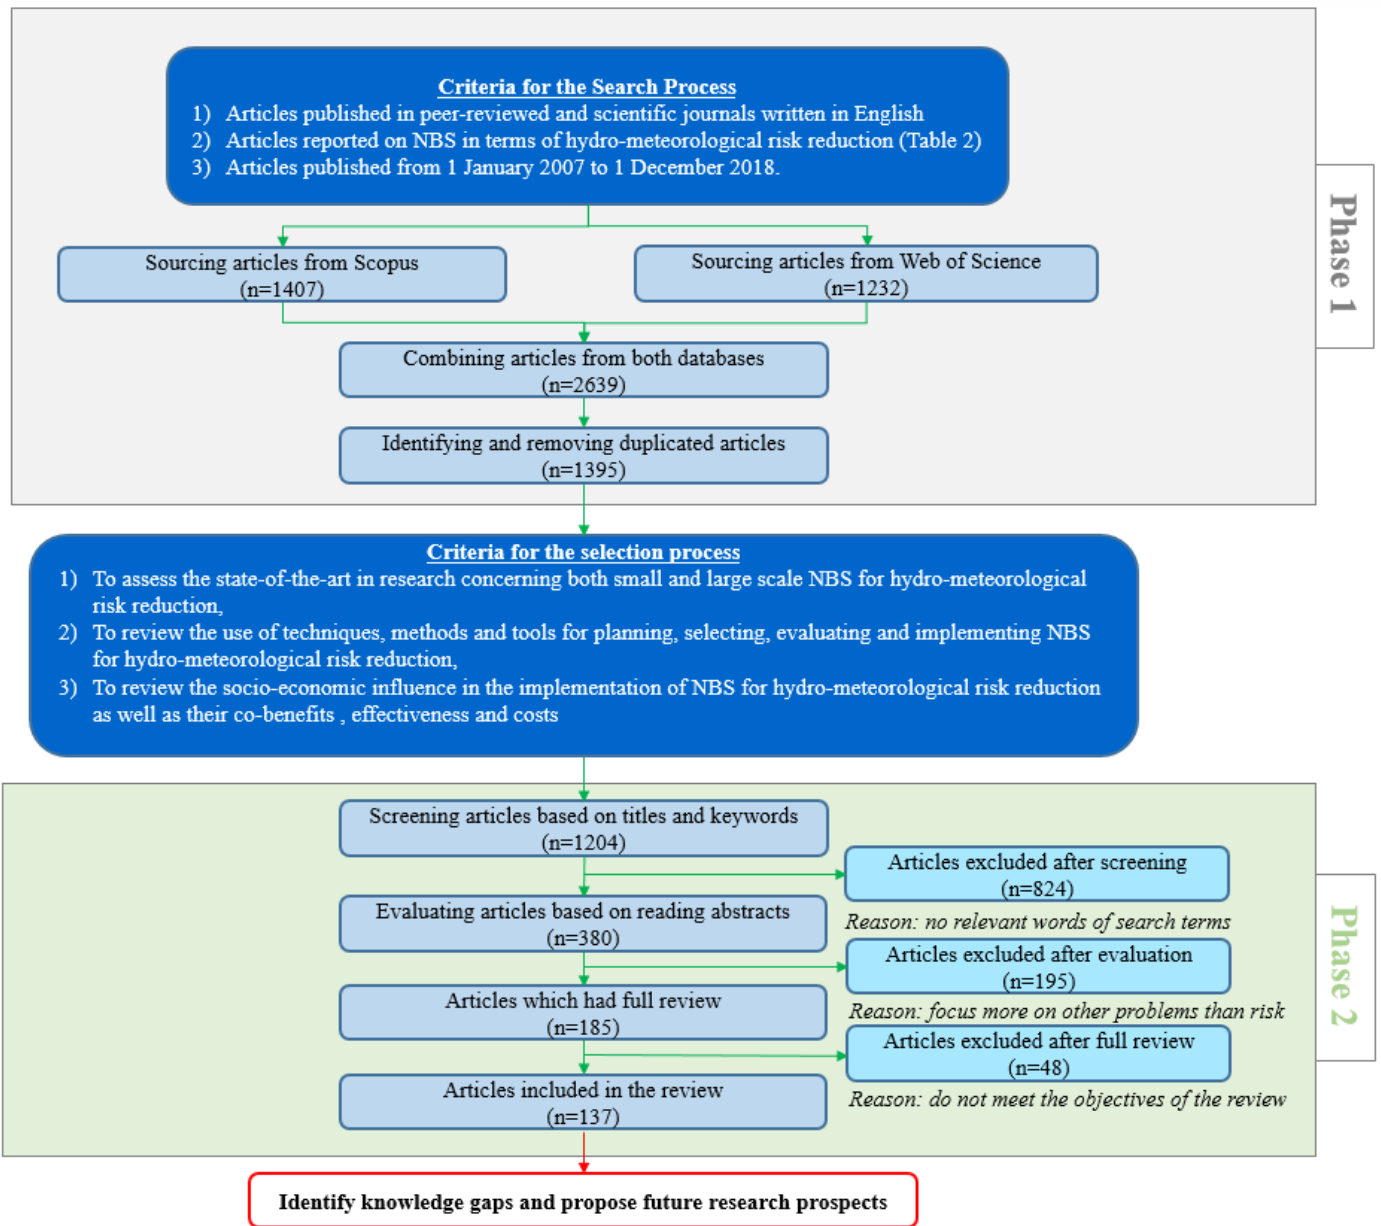 Criteria for the Search Process
1) Articles published in peer-reviewed and scientific journals written in English
2) Articles reported on NBS in terms of hydro-meteorological risk reduction (Table 2)
3) Articles published from 1 January 2007 to 1 December 2018.
Phase 1
Sourcing articles from Scopus
(n=1407)
Sourcing articles from Web of Science
(n=1232)
Combining articles from both databases
(n=2639)
Identifying and removing duplicated articles
(n=1395)
Criteria for the selection process
1) To assess the state-of-the-art in research concerning both small and large scale NBS for hydro-meteorological
risk reduction,
2) To review the use of techniques, methods and tools for planning, selecting, evaluating and implementing NBS
for hydro-meteorological risk reduction,
3) To review the socio-economic influence in the implementation of NBS for hydro-meteorological risk reduction
as well as their co-benefits , effectiveness and costs
Screening articles based on titles and keywords
(n=1204)
Articles excluded after screening
(n=824)
Reason: no relevant words of search terms
Phase 2
Evaluating articles based on reading abstracts
(n=380)
Articles excluded after evaluation
(n=195)
Reason: focus more on other problems than risk
Articles which had full review
(n=185)
Articles excluded after full review
(n=48)
Reason: do not meet the objectives of the review
Articles included in the review
(n=137)
Identify knowledge gaps and propose future research prospects